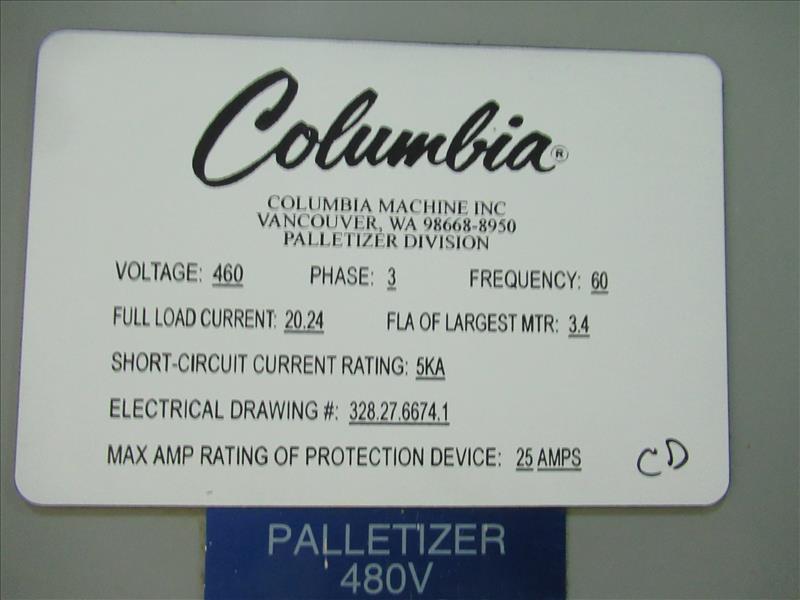 Columbia®
COLUMBIA MACHINE INC
VANCOUVER, WA 98668-8950
PALLETIZER DIVISION
VOLTAGE: 460 PHASE: 3 FREQUENCY: 60
FULL LOAD CURRENT: 20.24 FLA OF LARGEST MTR: 3.4
SHORT-CIRCUIT CURRENT RATING: 5KA
ELECTRICAL DRAWING #: 328.27.6674.1
MAX AMP RATING OF PROTECTION DEVICE: 25 AMPS CD
PALLETIZER
480V